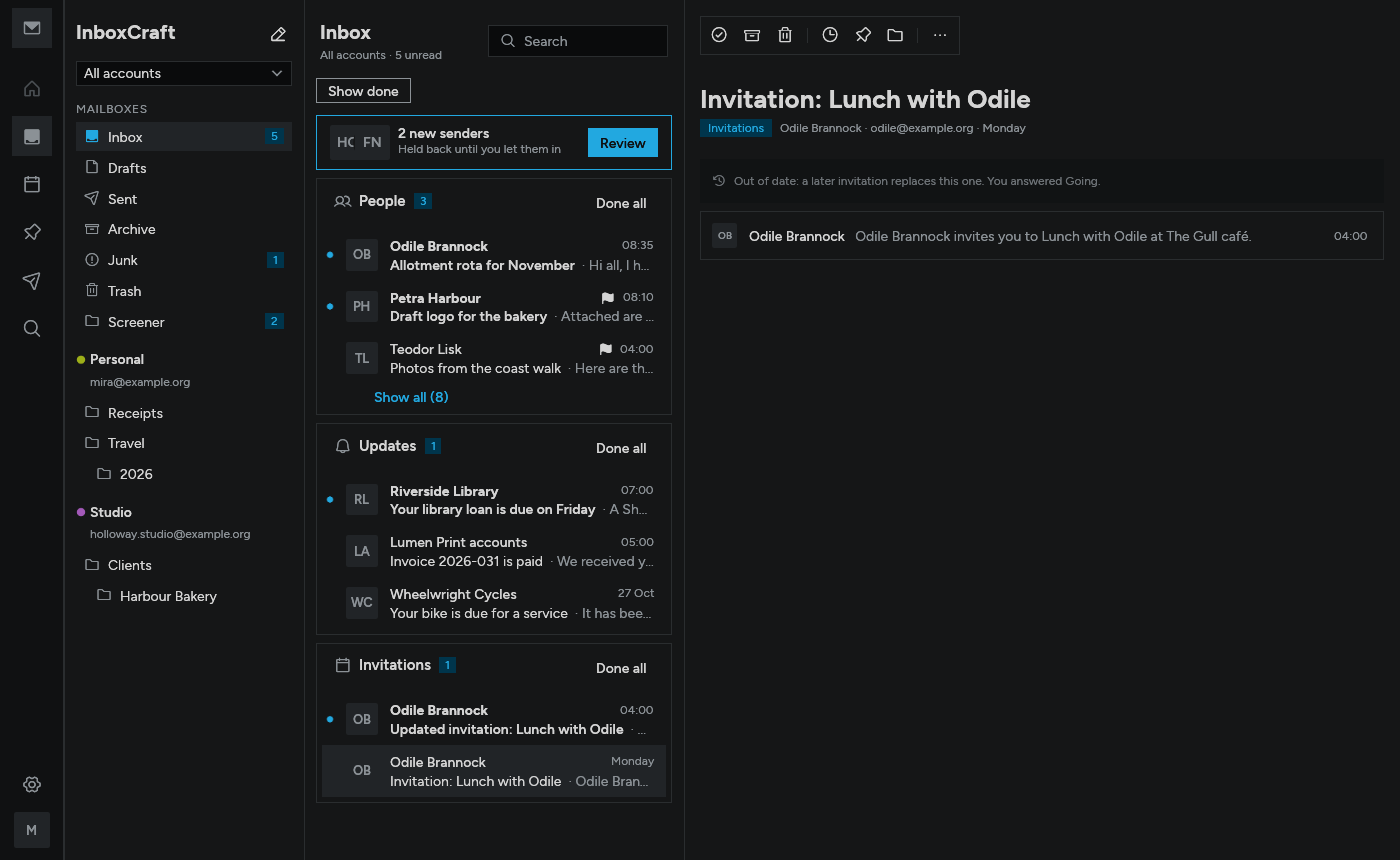 InboxCraft
All accounts
MAILBOXES
Inbox 5
Drafts
Sent
Archive
Junk 1
Trash
Screener 2
Personal
mira@example.org
Receipts
Travel
2026
Studio
holloway.studio@example.org
Clients
Harbour Bakery
M
Inbox
All accounts · 5 unread
Search
Show done
FN
2 new senders
Held back until you let them in
Review
People 3 Done all
OB Odile Brannock 08:35
Allotment rota for November · Hi all, I h...
PH Petra Harbour 08:10
Draft logo for the bakery · Attached are ...
TL Teodor Lisk 04:00
Photos from the coast walk · Here are th...
Show all (8)
Updates 1 Done all
RL Riverside Library 07:00
Your library loan is due on Friday · A Sh...
LA Lumen Print accounts 05:00
Invoice 2026-031 is paid · We received y...
WC Wheelwright Cycles 27 Oct
Your bike is due for a service · It has bee...
Invitations 1 Done all
OB Odile Brannock 04:00
Updated invitation: Lunch with Odile · ...
OB Odile Brannock Monday
Invitation: Lunch with Odile · Odile Bran...
Invitation: Lunch with Odile
Invitations Odile Brannock · odile@example.org · Monday
Out of date: a later invitation replaces this one. You answered Going.
OB Odile Brannock Odile Brannock invites you to Lunch with Odile at The Gull café. 04:00